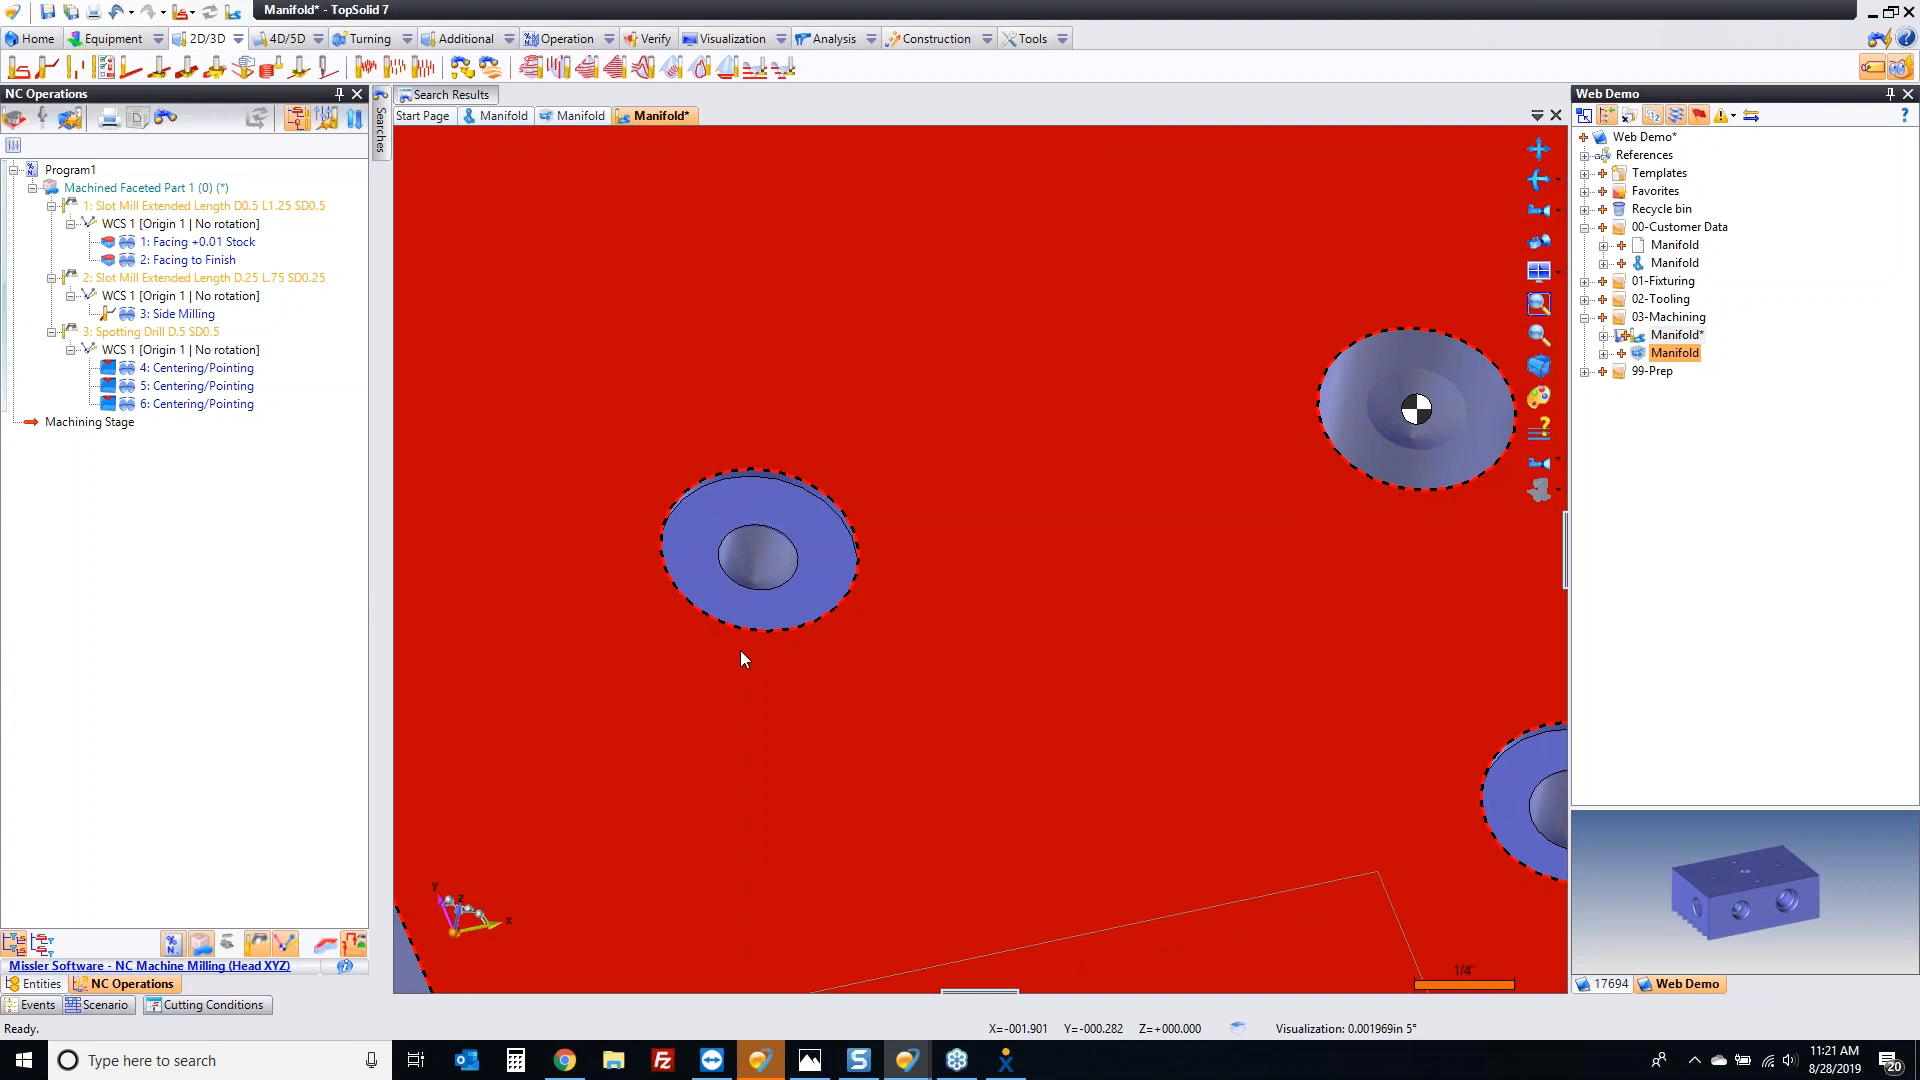 Manifold* - TopSolid 7
Home Equipment 2D/3D 4D/5D Turning Additional Operation Verify Visualization Analysis Construction Tools
NC Operations
Program1
Machined Faceted Part 1 (0) (*)
1: Slot Mill Extended Length D0.5 L1.25 SD0.5
WCS 1 [Origin 1 | No rotation]
1: Facing +0.01 Stock
2: Facing to Finish
2: Slot Mill Extended Length D.25 L.75 SD0.25
WCS 1 [Origin 1 | No rotation]
3: Side Milling
3: Spotting Drill D.5 SD0.5
WCS 1 [Origin 1 | No rotation]
4: Centering/Pointing
5: Centering/Pointing
6: Centering/Pointing
Machining Stage
Missler Software - NC Machine Milling (Head XYZ)
Entities NC Operations
Events Scenario Cutting Conditions
Ready.
Searches
Search Results
Start Page Manifold Manifold Manifold*
y
z
x
1/4"
X=-001.901 Y=-000.282 Z=+000.000 Visualization: 0.001969in 5°
Web Demo
Web Demo*
References
Templates
Favorites
Recycle bin
00-Customer Data
Manifold
Manifold
01-Fixturing
02-Tooling
03-Machining
Manifold*
Manifold
99-Prep
17694 Web Demo
Type here to search
11:21 AM
8/28/2019
20